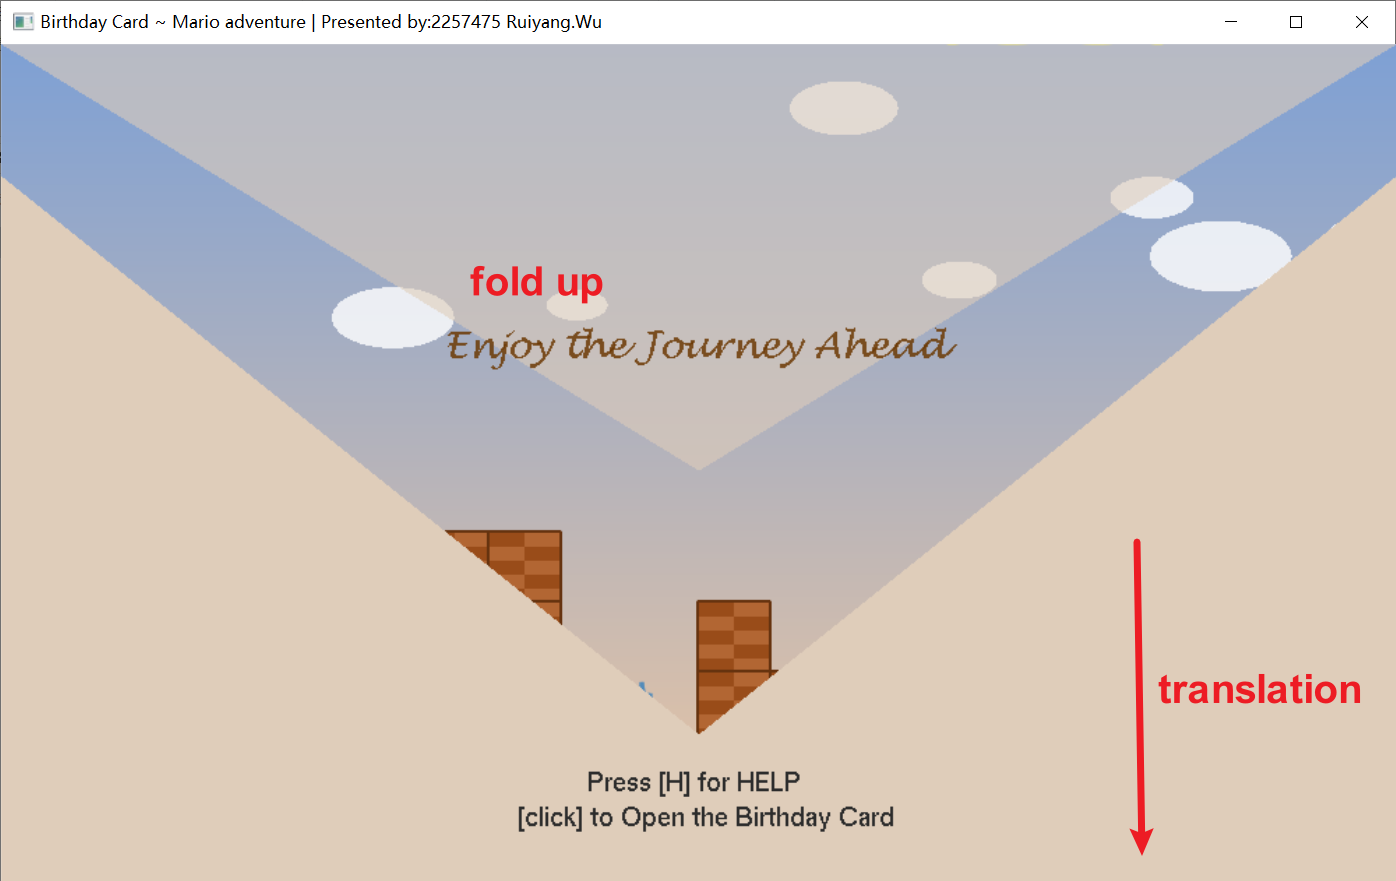 Birthday Card ~ Mario adventure | Presented by:2257475 Ruiyang.Wu
fold up
Enjoy the Journey Ahead
translation
Press [H] for HELP
[click] to Open the Birthday Card